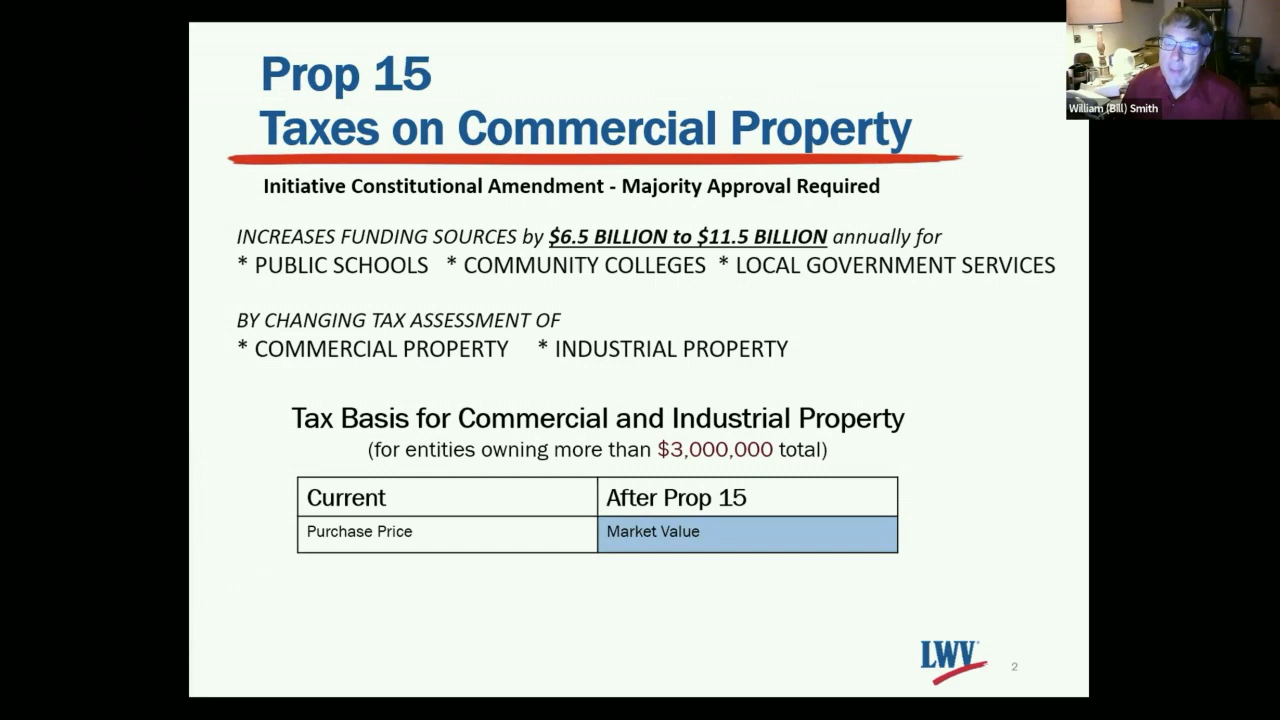 Prop 15
Taxes on Commercial Property
Initiative Constitutional Amendment - Majority Approval Required
INCREASES FUNDING SOURCES by $6.5 BILLION to $11.5 BILLION annually for
* PUBLIC SCHOOLS * COMMUNITY COLLEGES * LOCAL GOVERNMENT SERVICES
BY CHANGING TAX ASSESSMENT OF
* COMMERCIAL PROPERTY * INDUSTRIAL PROPERTY
Tax Basis for Commercial and Industrial Property
(for entities owning more than $3,000,000 total)
Current After Prop 15
Purchase Price Market Value
LWV 2
William (Bill) Smith